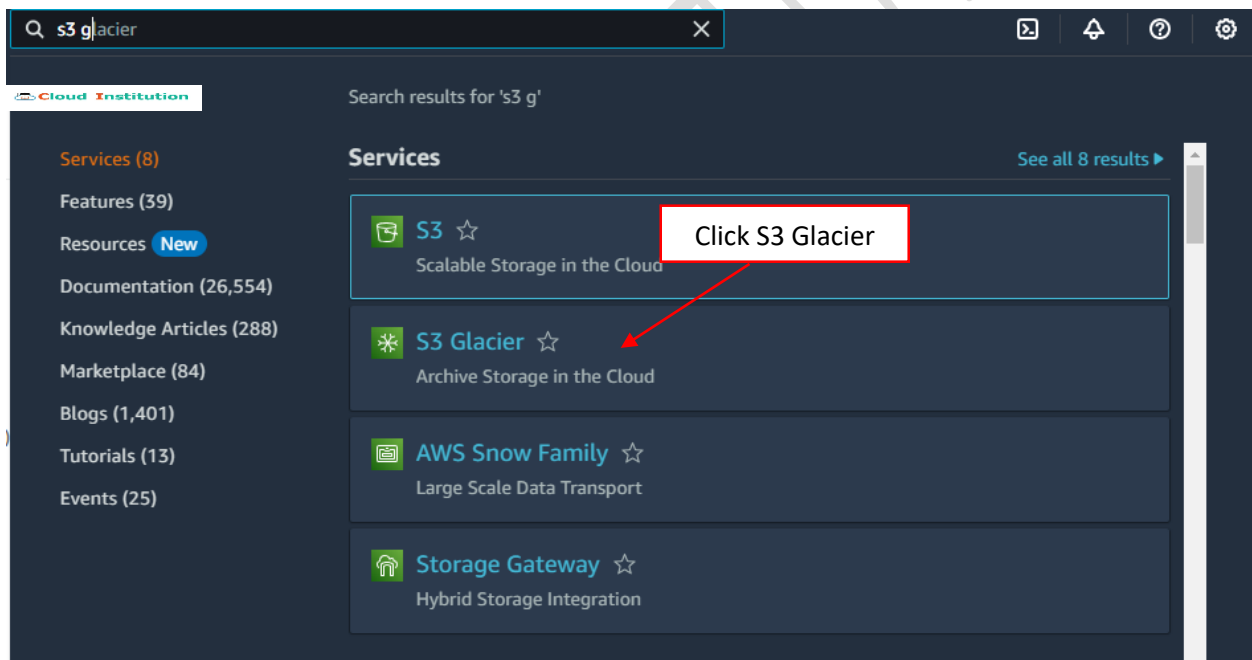 s3 glacier
Cloud Institution
Search results for 's3 g'
Services (8)
Features (39)
Resources New
Documentation (26,554)
Knowledge Articles (288)
Marketplace (84)
Blogs (1,401)
Tutorials (13)
Events (25)
Services
See all 8 results
S3
Scalable Storage in the Cloud
Click S3 Glacier
S3 Glacier
Archive Storage in the Cloud
AWS Snow Family
Large Scale Data Transport
Storage Gateway
Hybrid Storage Integration